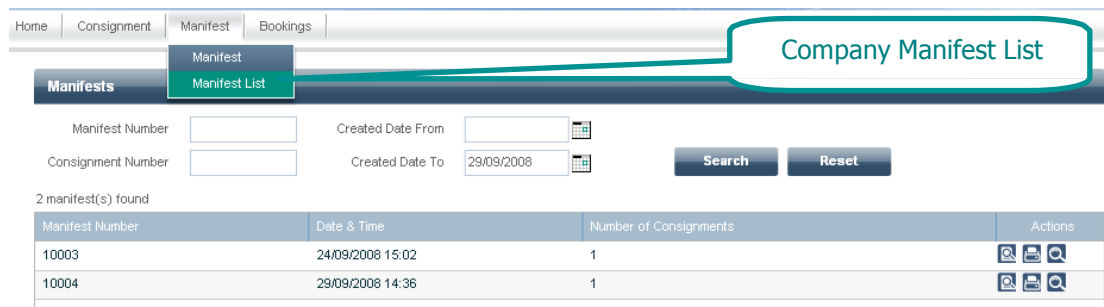 Home Consignment Manifest Bookings
Company Manifest List
Manifest
Manifest List
Manifests
Manifest Number Created Date From
Consignment Number Created Date To 29/09/2008 Search Reset
2 manifest(s) found
Manifest Number Date & Time Number of Consignments Actions
10003 24/09/2008 15:02 1
10004 29/09/2008 14:36 1